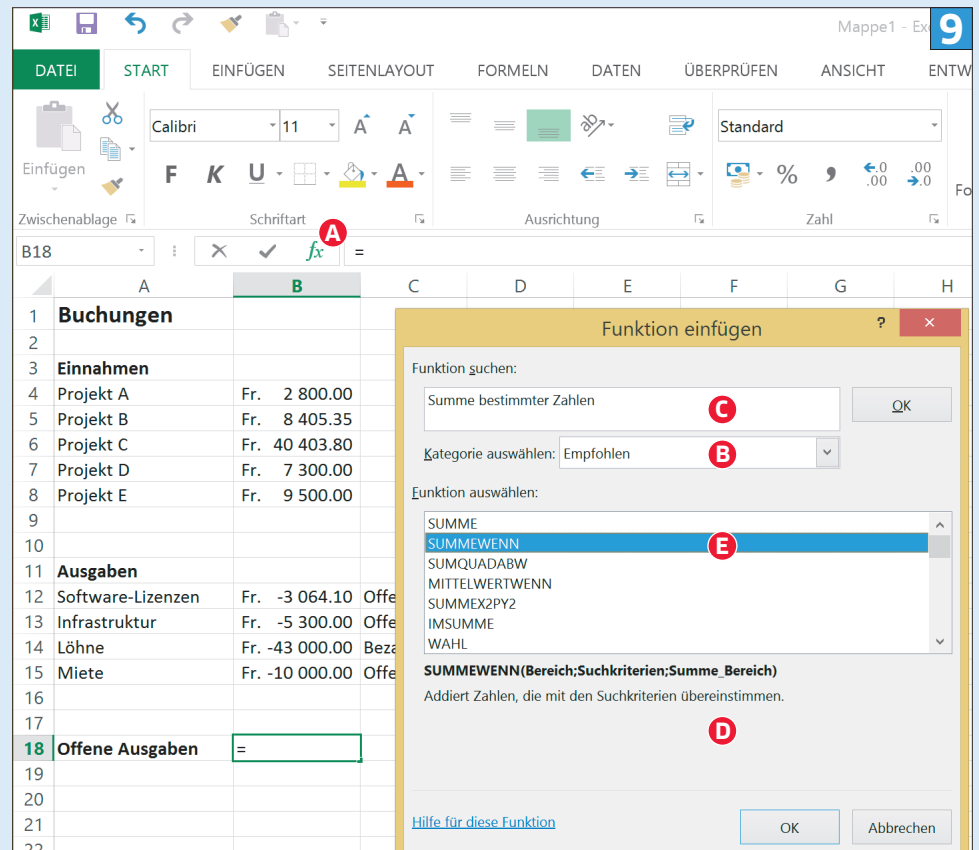 Mappe1 - Exc
9
DATEI START EINFÜGEN SEITENLAYOUT FORMELN DATEN ÜBERPRÜFEN ANSICHT ENTW
Calibri 11 A A Standard
Einfügen F K U A % .00 .00
Fo
Zwischenablage Schriftart Ausrichtung Zahl
A
B18 fx =
A B C D E F G H
1 Buchungen
2
3 Einnahmen
4 Projekt A Fr. 2 800.00
5 Projekt B Fr. 8 405.35
6 Projekt C Fr. 40 403.80
7 Projekt D Fr. 7 300.00
8 Projekt E Fr. 9 500.00
9
10
11 Ausgaben
12 Software-Lizenzen Fr. -3 064.10 Offe
13 Infrastruktur Fr. -5 300.00 Offe
14 Löhne Fr. -43 000.00 Beza
15 Miete Fr. -10 000.00 Offe
16
17
18 Offene Ausgaben =
19
20
21
22
Funktion einfügen ?
Funktion suchen:
Summe bestimmter Zahlen C OK
Kategorie auswählen: Empfohlen B
Funktion auswählen:
SUMME
SUMMEWENN E
SUMQUADABW
MITTELWERTWENN
SUMMEX2PY2
IMSUMME
WAHL
SUMMEWENN(Bereich;Suchkriterien;Summe_Bereich)
Addiert Zahlen, die mit den Suchkriterien übereinstimmen.
D
Hilfe für diese Funktion OK Abbrechen